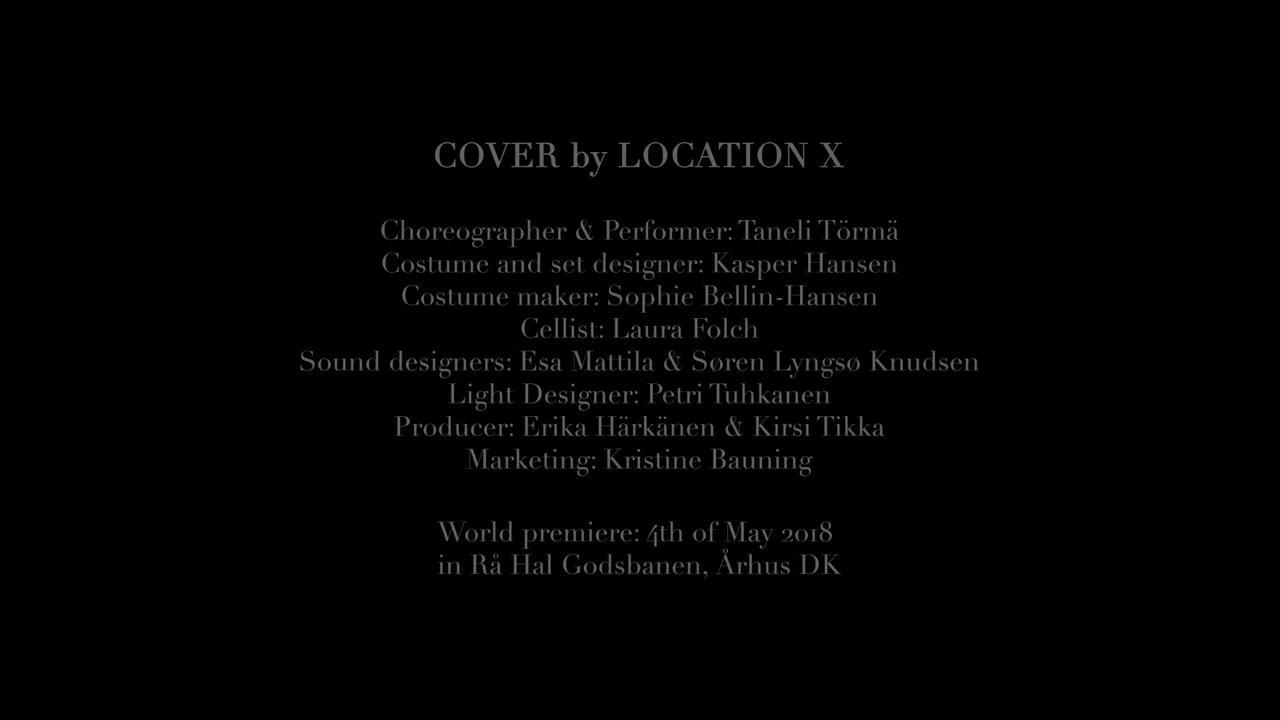 COVER by LOCATION X
Choreographer & Performer: Taneli Törmä
Costume and set designer: Kasper Hansen
Costume maker: Sophie Bellin-Hansen
Cellist: Laura Folch
Sound designers: Esa Mattila & Søren Lyngsø Knudsen
Light Designer: Petri Tuhkanen
Producer: Erika Härkänen & Kirsi Tikka
Marketing: Kristine Bauning
World premiere: 4th of May 2018
in Rå Hal Godsbanen, Århus DK